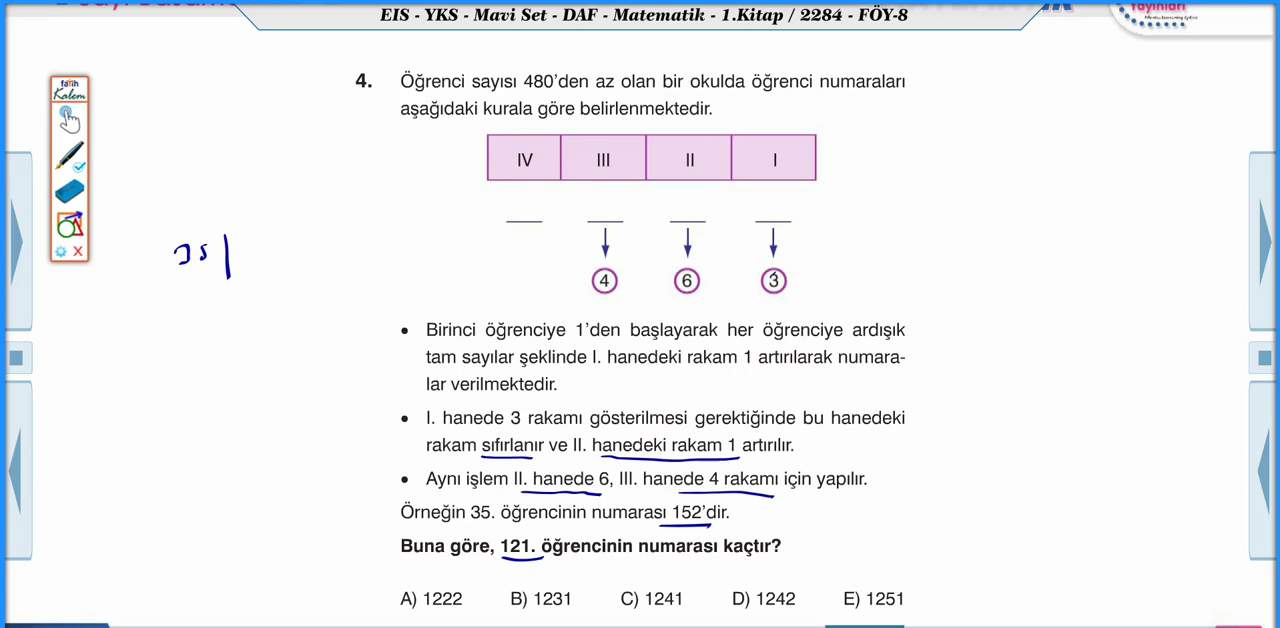 EIS - YKS - Mavi Set - DAF - Matematik - 1.Kitap / 2284 - FÖY-8
Yayınları
fatih
Kalem
4. Öğrenci sayısı 480’den az olan bir okulda öğrenci numaraları
aşağıdaki kurala göre belirlenmektedir.
IV III II I
4 6 3
35
• Birinci öğrenciye 1’den başlayarak her öğrenciye ardışık
tam sayılar şeklinde I. hanedeki rakam 1 artırılarak numara-
lar verilmektedir.
• I. hanede 3 rakamı gösterilmesi gerektiğinde bu hanedeki
rakam sıfırlanır ve II. hanedeki rakam 1 artırılır.
• Aynı işlem II. hanede 6, III. hanede 4 rakamı için yapılır.
Örneğin 35. öğrencinin numarası 152’dir.
Buna göre, 121. öğrencinin numarası kaçtır?
A) 1222 B) 1231 C) 1241 D) 1242 E) 1251